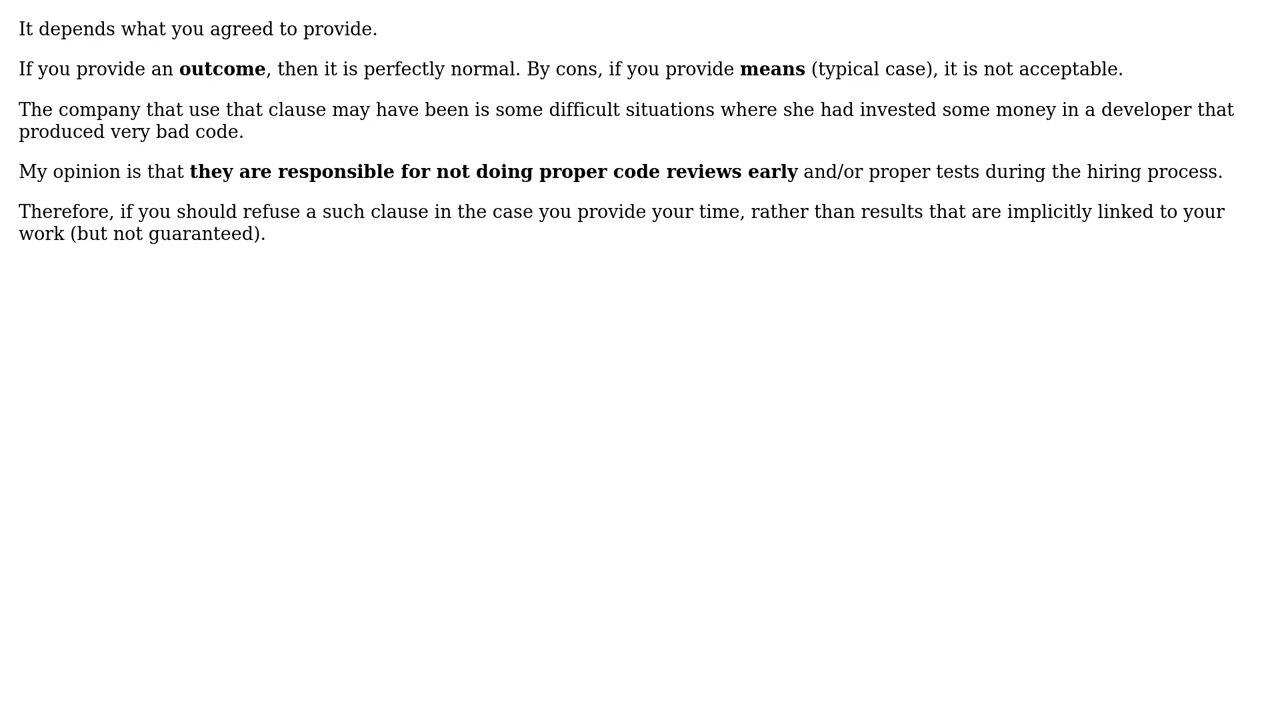 It depends what you agreed to provide.
If you provide an outcome, then it is perfectly normal. By cons, if you provide means (typical case), it is not acceptable.
The company that use that clause may have been is some difficult situations where she had invested some money in a developer that
produced very bad code.
My opinion is that they are responsible for not doing proper code reviews early and/or proper tests during the hiring process.
Therefore, if you should refuse a such clause in the case you provide your time, rather than results that are implicitly linked to your
work (but not guaranteed).